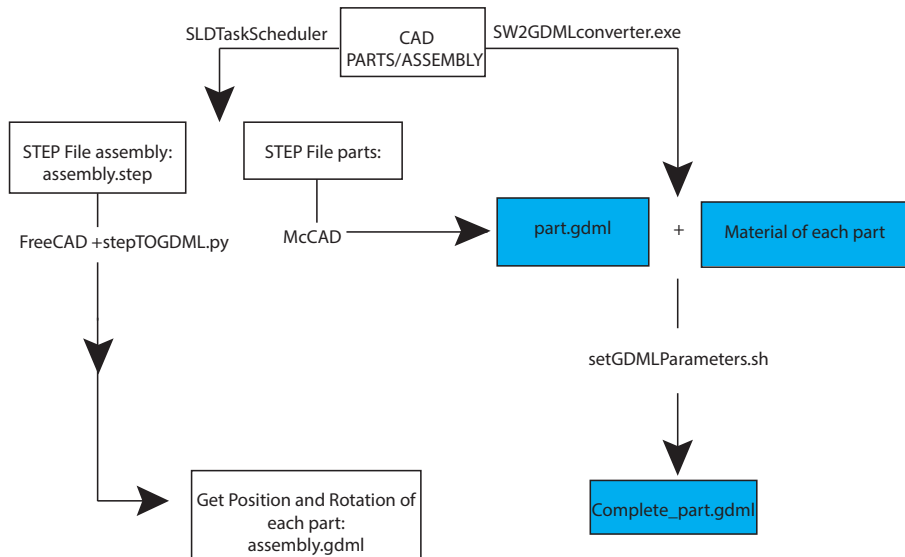 SLDTaskScheduler
CAD
PARTS/ASSEMBLY
SW2GDMLconverter.exe
STEP File assembly:
assembly.step
STEP File parts:
FreeCAD +stepTOGDML.py
McCAD
part.gdml
+
Material of each part
setGDMLParameters.sh
Get Position and Rotation of
each part:
assembly.gdml
Complete_part.gdml